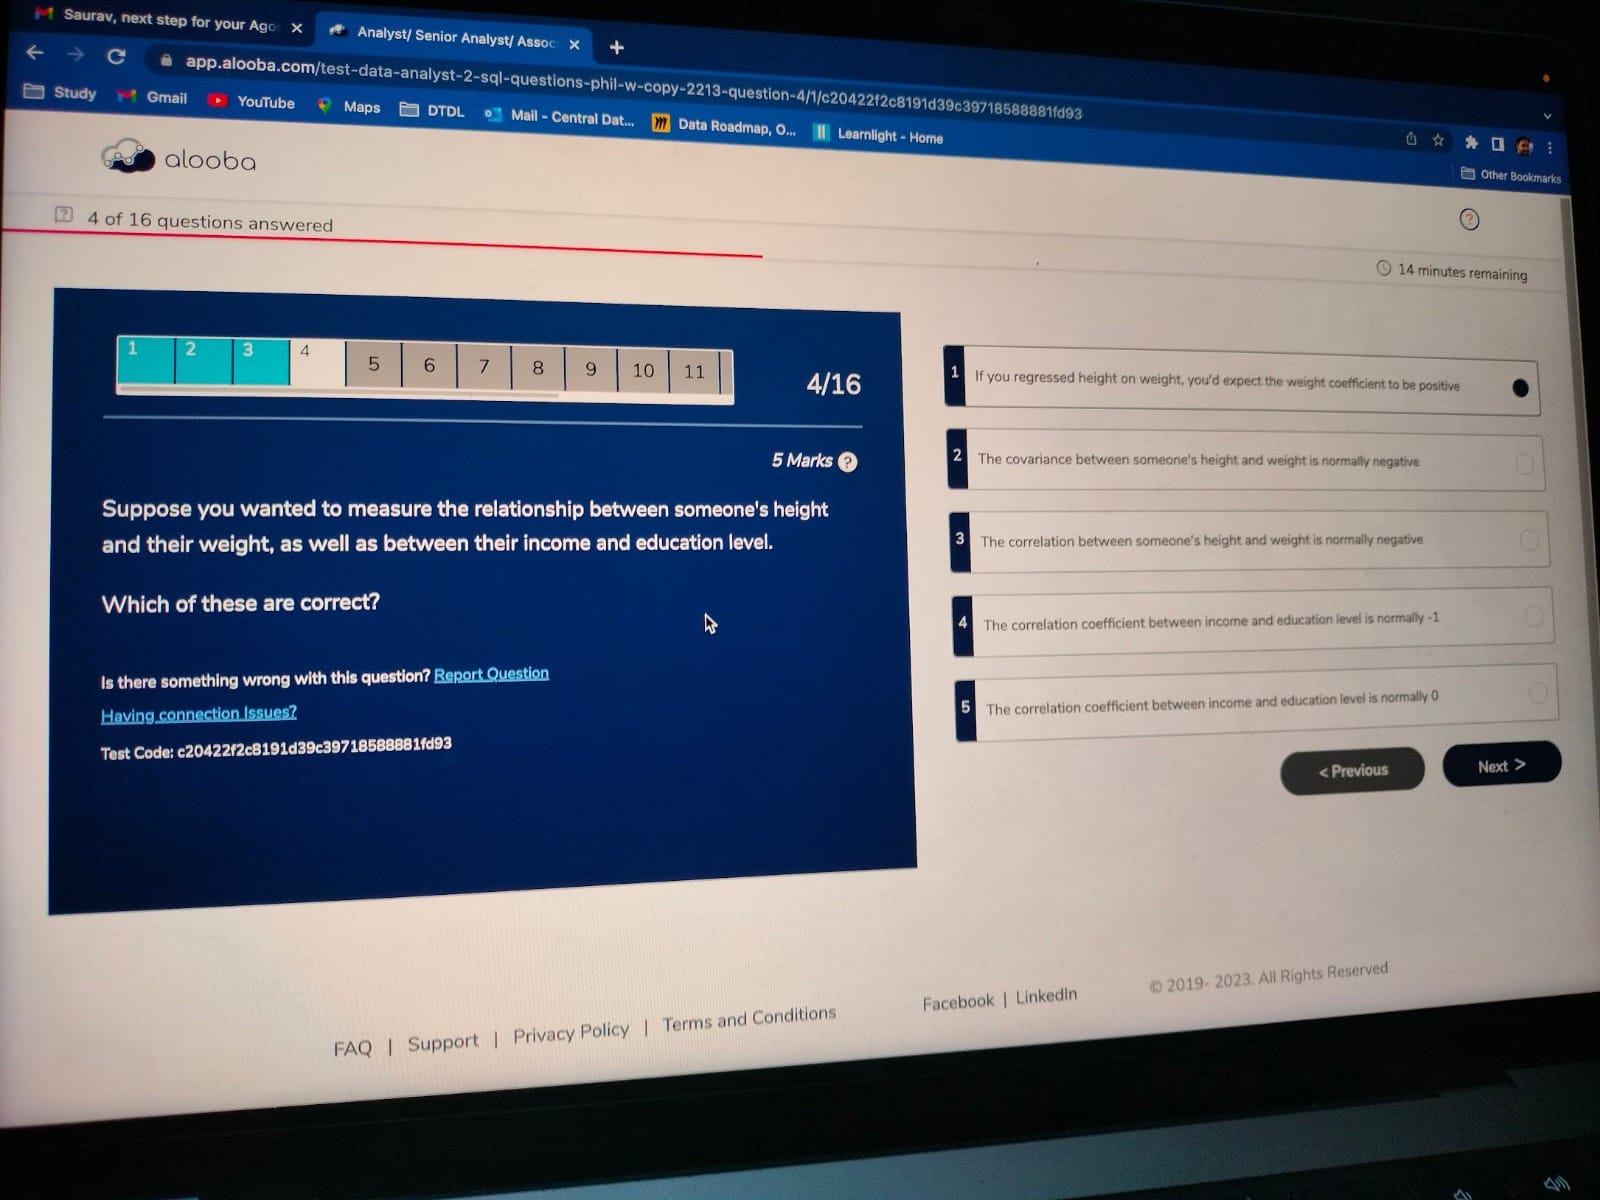 Saurav, next step for your Ago
Analyst/ Senior Analyst/ Assoc
app.alooba.com/test-data-analyst-2-sql-questions-phil-w-copy-2213-question-4/1/c20422f2c8191d39c39718588881fd93
Study
Gmail
YouTube
Maps
DTDL
Mail - Central Dat...
Data Roadmap, O...
Learnlight - Home
Other Bookmarks
alooba
4 of 16 questions answered
14 minutes remaining
1 2 3 4 5 6 7 8 9 10 11
4/16
5 Marks ?
Suppose you wanted to measure the relationship between someone's height
and their weight, as well as between their income and education level.
Which of these are correct?
Is there something wrong with this question? Report Question
Having connection Issues?
Test Code: c20422f2c8191d39c39718588881fd93
1 If you regressed height on weight, you'd expect the weight coefficient to be positive
2 The covariance between someone's height and weight is normally negative
3 The correlation between someone's height and weight is normally negative
4 The correlation coefficient between income and education level is normally -1
5 The correlation coefficient between income and education level is normally 0
< Previous
Next >
FAQ | Support | Privacy Policy | Terms and Conditions
Facebook | LinkedIn
© 2019- 2023. All Rights Reserved